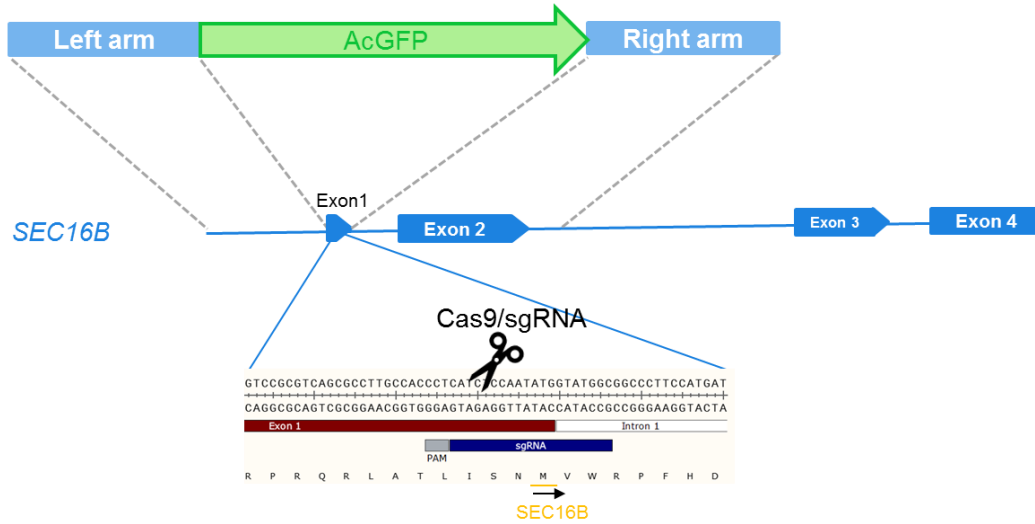 Left arm AcGFP Right arm
Exon1
SEC16B Exon 2 Exon 3 Exon 4
Cas9/sgRNA
GTCCGCGTCAGCGCCTTGCCACCCTCATCTCCAATATGGTATGGCGGCCCTTCCATGAT
CAGGCGCAGTCGCGGAACGGTGGGAGTAGAGGTTATACCATACCGCCGGGAAGGTACTA
Exon 1 Intron 1
sgRNA
PAM
R P R Q R L A T L I S N M V W R P F H D
SEC16B